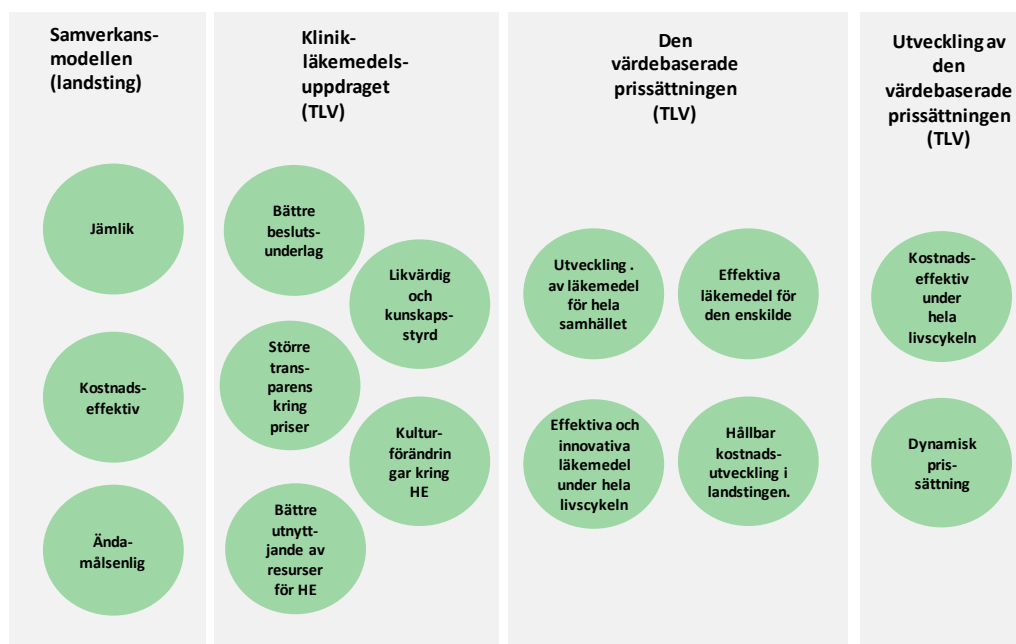 Samverkans-
modellen
(landsting)
Jämlik
Kostnads-
effektiv
Ända-
målsenlig
Klinik-
läkemedels-
uppdraget
(TLV)
Bättre
besluts-
underlag
Likvärdig
och
kunskaps-
styrd
Större
trans-
parens
kring
priser
Kultur-
förändrin
gar kring
HE
Bättre
utnytt-
jande av
resurser
för HE
Den
värdebaserade
prissättningen
(TLV)
Utveckling .
av läkemedel
för hela
samhället
Effektiva
läkemedel för
den enskilde
Effektiva och
innovativa
läkemedel
under hela
livscykeln
Hållbar
kostnads-
utveckling i
landstingen.
Utveckling av
den
värdebaserade
prissättningen
(TLV)
Kostnads-
effektiv
under
hela
livscykeln
Dynamisk
pris-
sättning